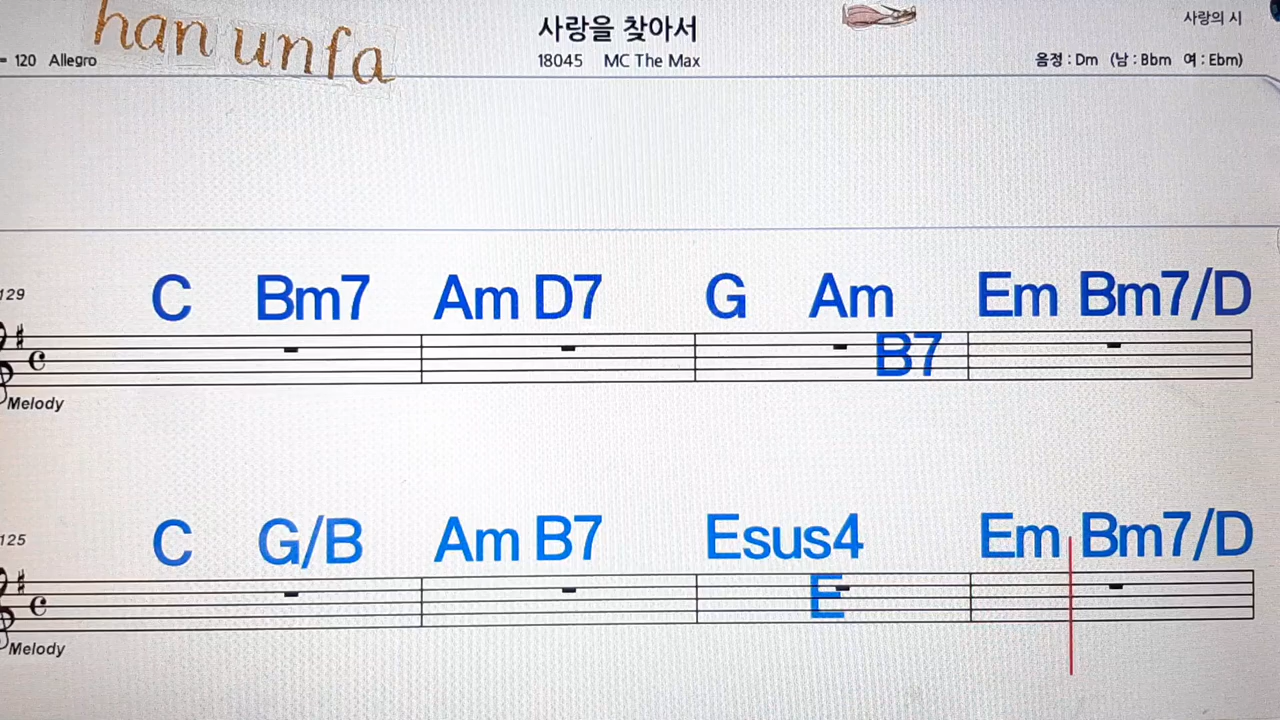 han unfa
사랑을 찾아서
사랑의 시
= 120 Allegro
18045 MC The Max
음정 : Dm (남 : Bbm 여 : Ebm)
C Bm7 Am D7 G Am Em Bm7/D
129
B7
Melody
C G/B Am B7 Esus4 Em Bm7/D
125
E
Melody